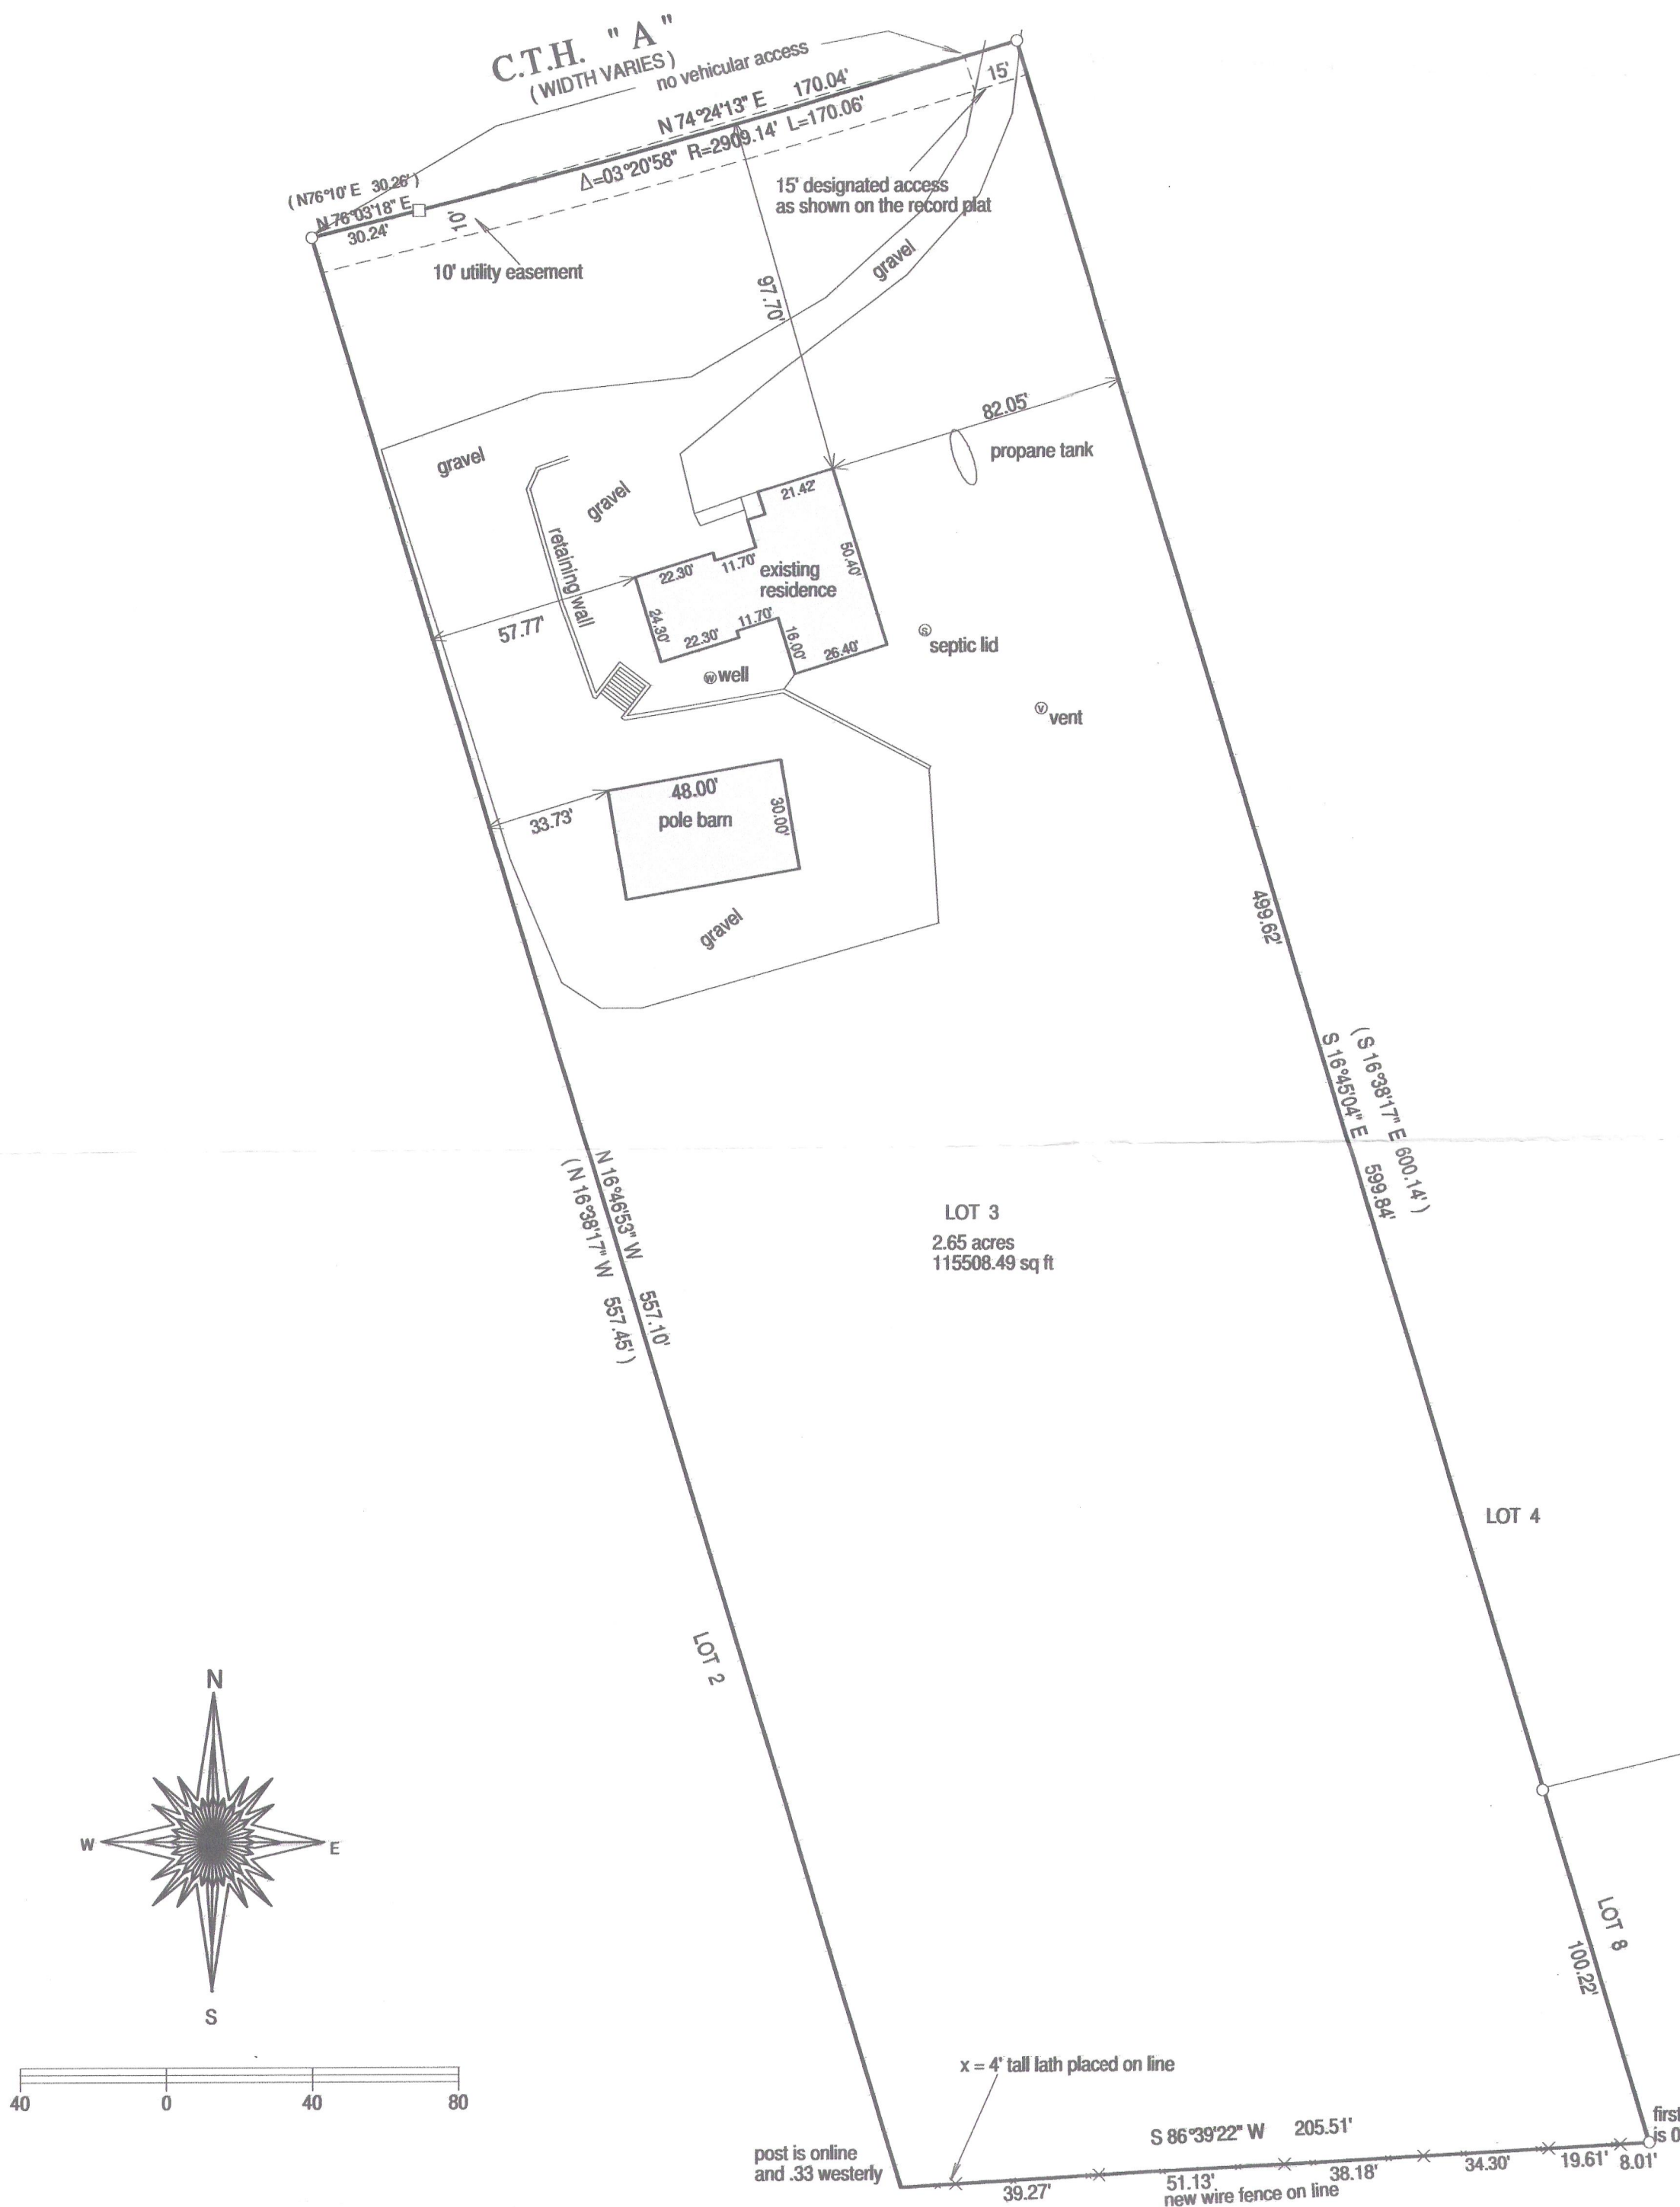 C.T.H. " A "
( WIDTH VARIES )
no vehicular access
N 74°24'13" E 170.04'
Δ=03°20'58" R=2909.14' L=170.06'
15'
( N76°10' E 30.26' )
N 76°03'18" E
30.24'
10'
10' utility easement
15' designated access
as shown on the record plat
gravel
97.70'
82.05'
propane tank
gravel
gravel
retaining wall
21.42'
50.40'
22.30'
11.70'
existing
residence
24.30'
22.30'
11.70'
16.00'
26.40'
57.77'
septic lid
S
W
well
V
vent
48.00'
pole barn
30.00'
33.73'
gravel
499.62'
( S 16°38'17" E 600.14' )
S 16°45'04" E 599.84'
N 16°46'53" W 557.10'
( N 16°38'17" W 557.45' )
LOT 3
2.65 acres
115508.49 sq ft
LOT 4
LOT 2
N
W
E
S
LOT 8
100.22'
40 0 40 80
x = 4' tall lath placed on line
first
is 0
S 86°39'22" W 205.51'
post is online
and .33 westerly
39.27'
51.13'
38.18'
34.30'
19.61'
8.01'
new wire fence on line